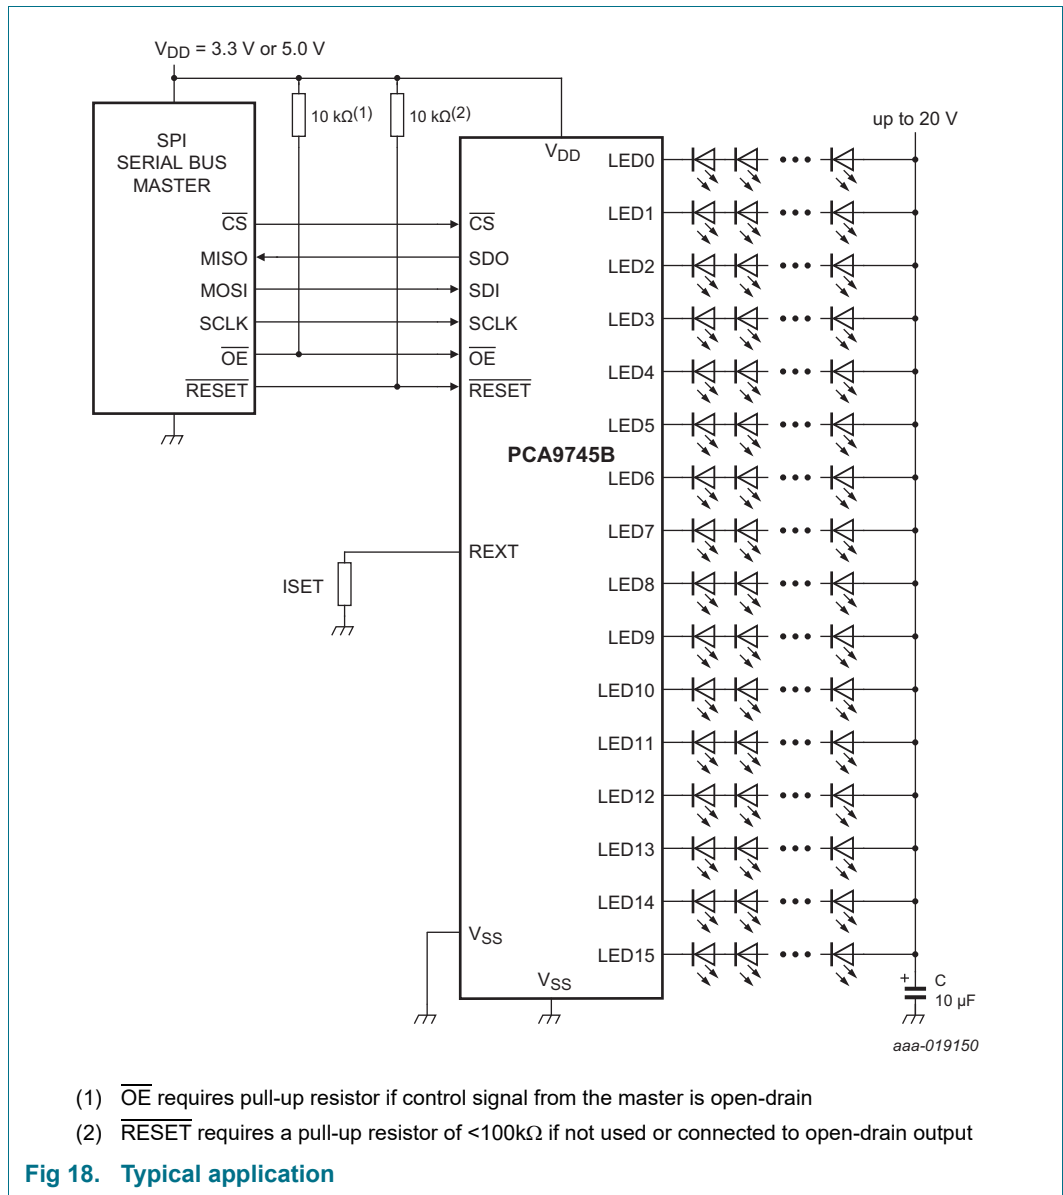 V_DD = 3.3 V or 5.0 V
10 kΩ(1)
10 kΩ(2)
up to 20 V
SPI
SERIAL BUS
MASTER
CS
MISO
MOSI
SCLK
OE
RESET
V_DD
CS
SDO
SDI
SCLK
OE
RESET
PCA9745B
REXT
ISET
V_SS
V_SS
LED0
LED1
LED2
LED3
LED4
LED5
LED6
LED7
LED8
LED9
LED10
LED11
LED12
LED13
LED14
LED15
+
C
10 μF
aaa-019150
(1) OE requires pull-up resistor if control signal from the master is open-drain
(2) RESET requires a pull-up resistor of <100kΩ if not used or connected to open-drain output
Fig 18. Typical application